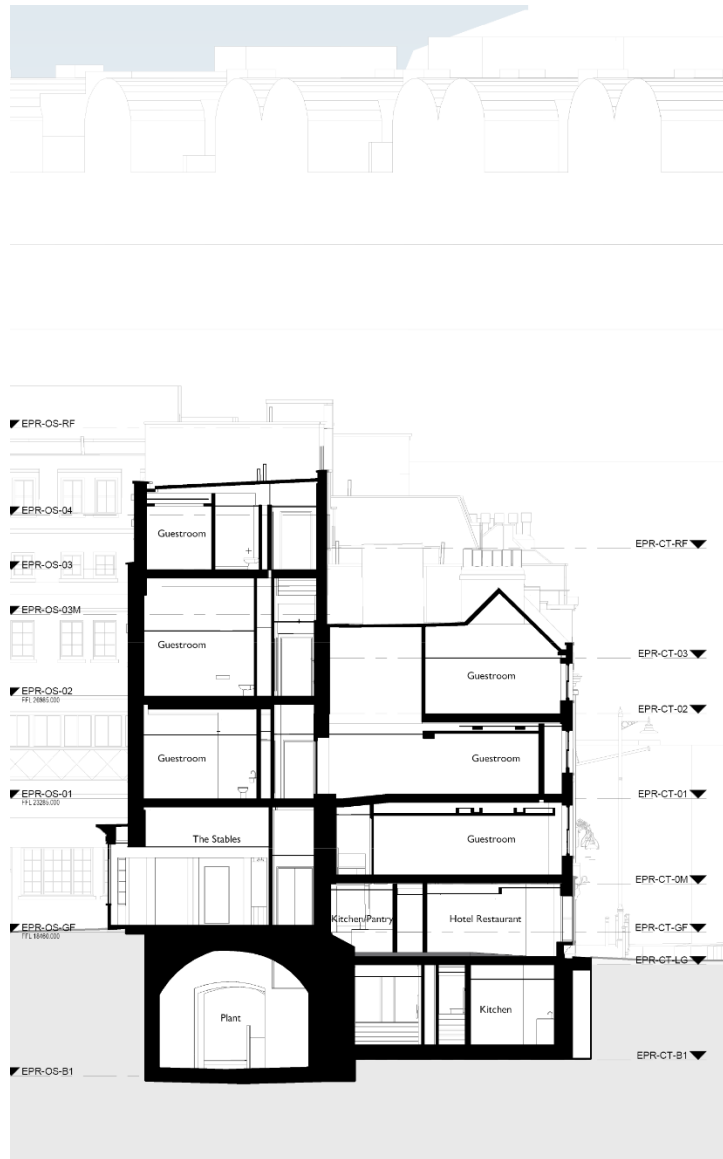 EPR-OS-RF
EPR-OS-04
Guestroom
EPR-CT-RF
EPR-OS-03
EPR-OS-03M
Guestroom
EPR-CT-03
Guestroom
EPR-OS-02
FFL 26985.000
EPR-CT-02
Guestroom
Guestroom
EPR-OS-01
FFL 23285.000
EPR-CT-01
The Stables
Guestroom
EPR-CT-0M
Kitchen/Pantry
Hotel Restaurant
EPR-OS-GF
FFL 18460.000
EPR-CT-GF
EPR-CT-LG
Plant
Kitchen
EPR-CT-B1
EPR-OS-B1